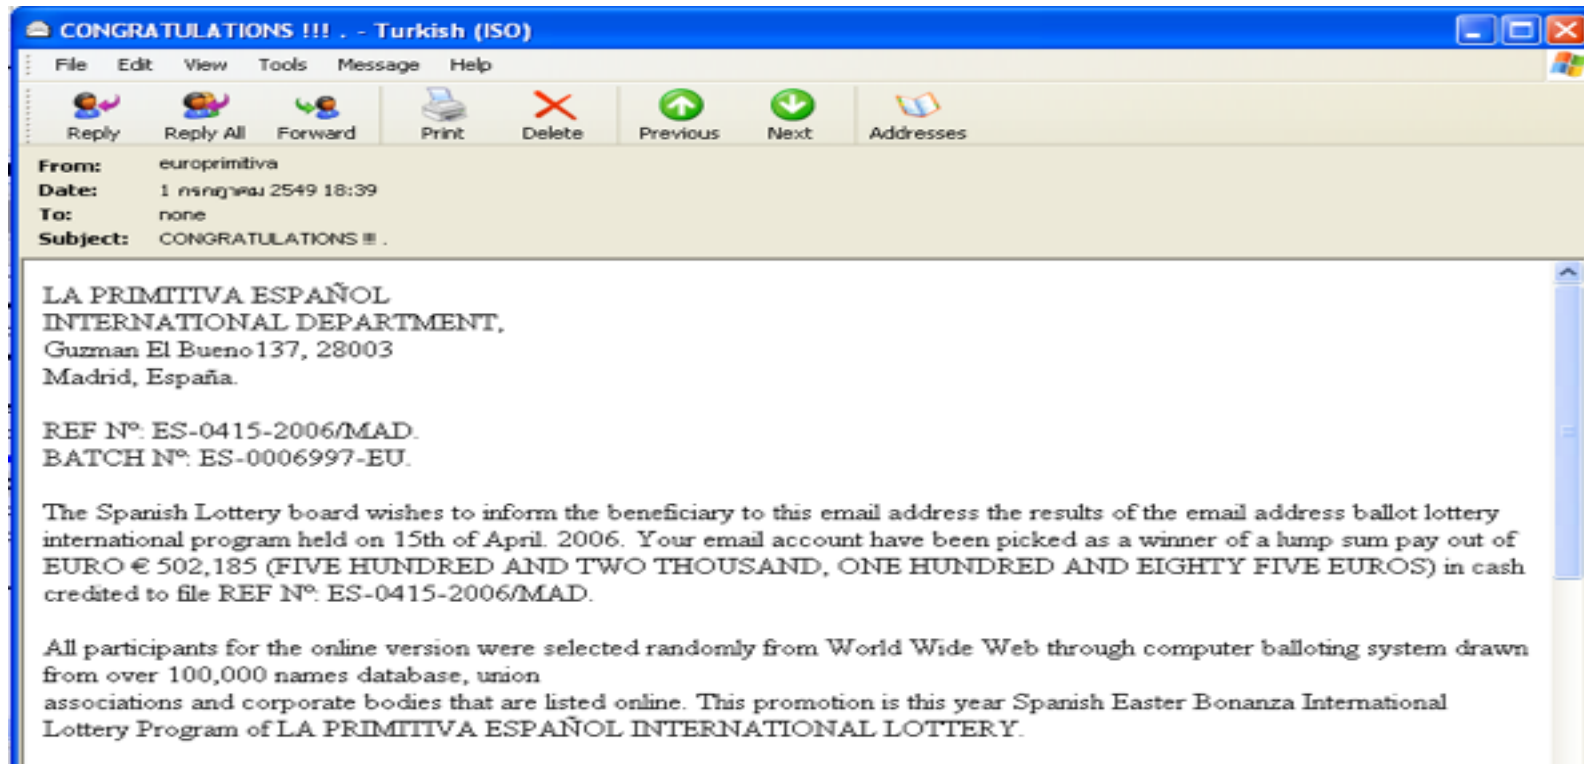 CONGRATULATIONS !!! . - Turkish (ISO)
File Edit View Tools Message Help
Reply Reply All Forward Print Delete Previous Next Addresses
From: europrimitiva
Date: 1 กรกฎาคม 2549 18:39
To: none
Subject: CONGRATULATIONS !!! .
LA PRIMITIVA ESPAÑOL
INTERNATIONAL DEPARTMENT,
Guzman El Bueno137, 28003
Madrid, España.
REF Nº: ES-0415-2006/MAD.
BATCH Nº: ES-0006997-EU.
The Spanish Lottery board wishes to inform the beneficiary to this email address the results of the email address ballot lottery
international program held on 15th of April. 2006. Your email account have been picked as a winner of a lump sum pay out of
EURO € 502,185 (FIVE HUNDRED AND TWO THOUSAND, ONE HUNDRED AND EIGHTY FIVE EUROS) in cash
credited to file REF Nº: ES-0415-2006/MAD.
All participants for the online version were selected randomly from World Wide Web through computer balloting system drawn
from over 100,000 names database, union
associations and corporate bodies that are listed online. This promotion is this year Spanish Easter Bonanza International
Lottery Program of LA PRIMITIVA ESPAÑOL INTERNATIONAL LOTTERY.